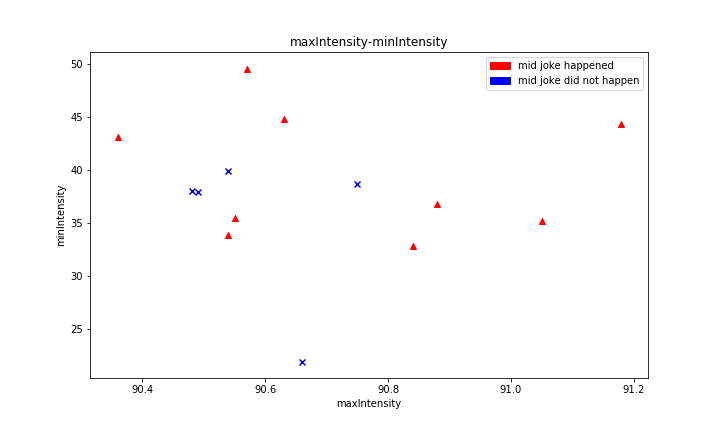 maxIntensity-minIntensity
mid joke happened
mid joke did not happen
50
45
40
35
30
25
minIntensity
90.4
90.6
90.8
91.0
91.2
maxIntensity